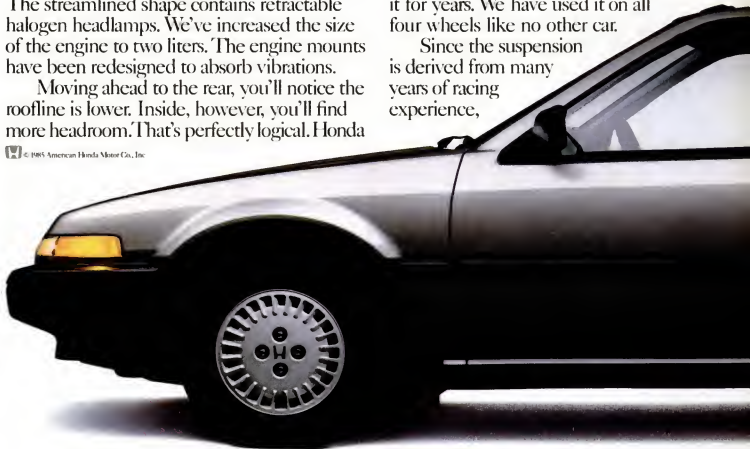 The streamlined shape contains retractable
halogen headlamps. We've increased the size
of the engine to two liters. The engine mounts
have been redesigned to absorb vibrations.
Moving ahead to the rear, you'll notice the
roofline is lower. Inside, however, you'll find
more headroom. That's perfectly logical. Honda
© 1985 American Honda Motor Co., Inc
it for years. We have used it on all
four wheels like no other car.
Since the suspension
is derived from many
years of racing
experience,